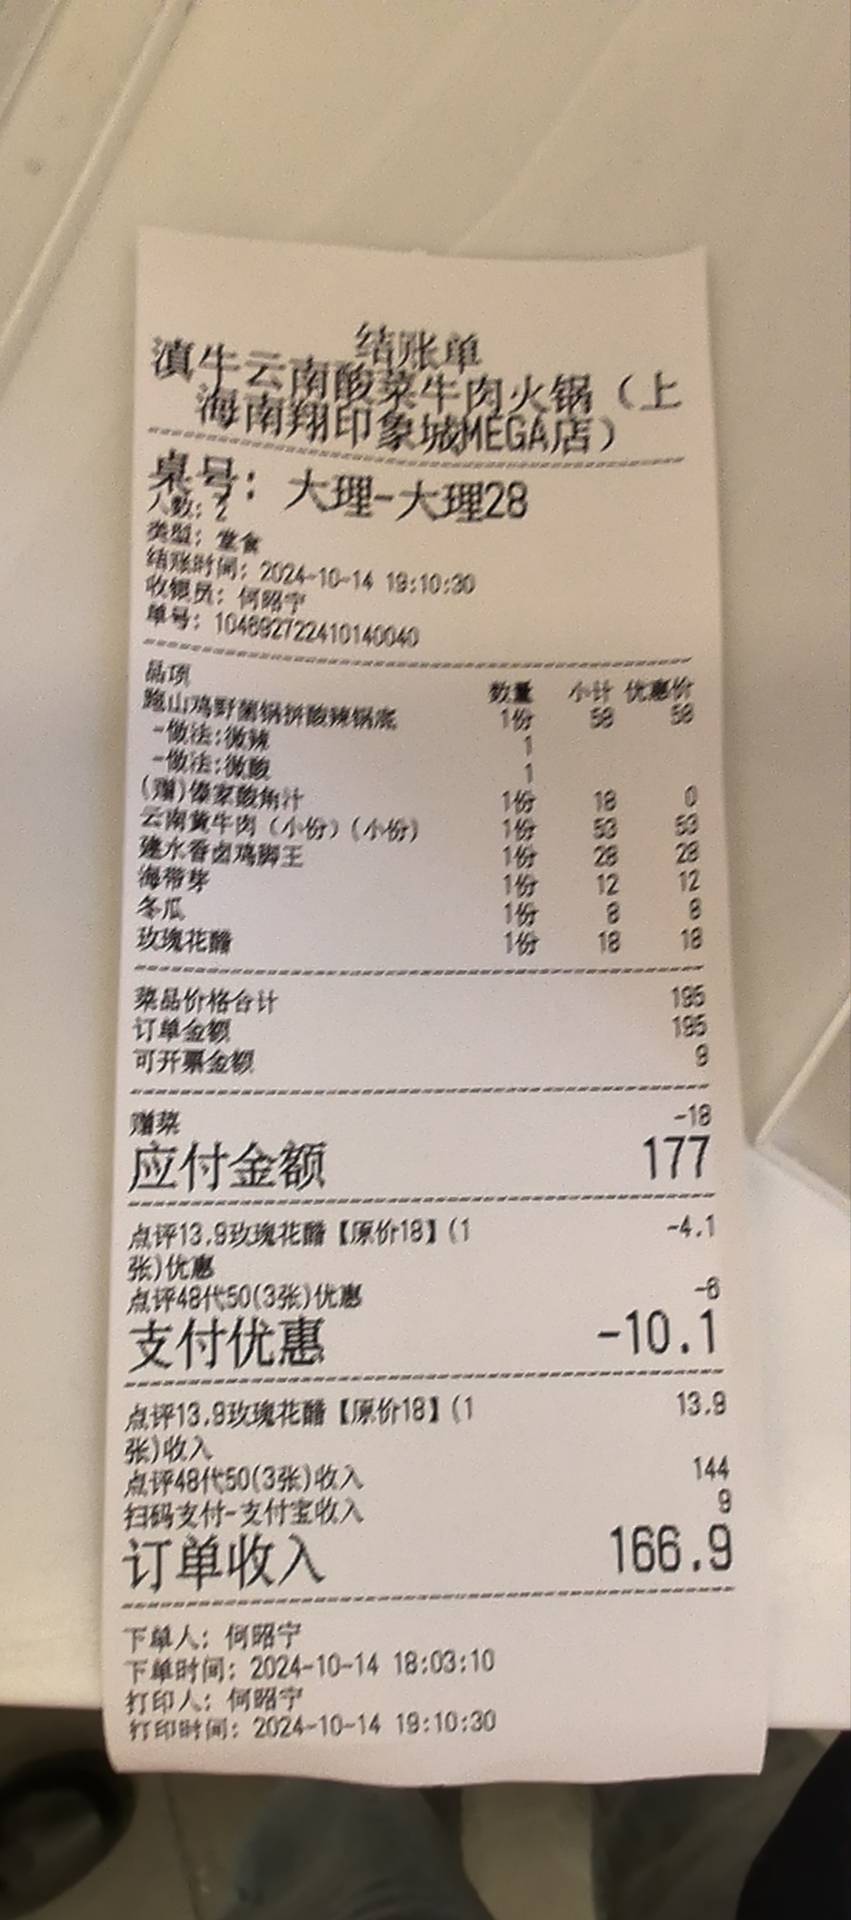 结账单
滇牛云南酸菜牛肉火锅（上
海南翔印象城MEGA店）
桌号：大理-大理28
人数：2
类型：堂食
结账时间：2024-10-14 19:10:30
收银员：何昭宁
单号：104692722410140040
品项 数量 小计 优惠价
跑山鸡野菌锅拼酸辣锅底 1份 58 58
-做法:微辣 1
-做法:微酸 1
(赠)傣家酸角汁 1份 18 0
云南黄牛肉（小份）(小份) 1份 53 53
建水香卤鸡脚王 1份 28 28
海带芽 1份 12 12
冬瓜 1份 8 8
玫瑰花醋 1份 18 18
菜品价格合计 195
订单金额 195
可开票金额 9
赠菜 -18
应付金额 177
点评13.9玫瑰花醋【原价18】(1 -4.1
张)优惠
点评48代50(3张)优惠 -6
支付优惠 -10.1
点评13.9玫瑰花醋【原价18】(1 13.9
张)收入
点评48代50(3张)收入 144
扫码支付-支付宝收入 9
订单收入 166.9
下单人：何昭宁
下单时间：2024-10-14 18:03:10
打印人：何昭宁
打印时间：2024-10-14 19:10:30